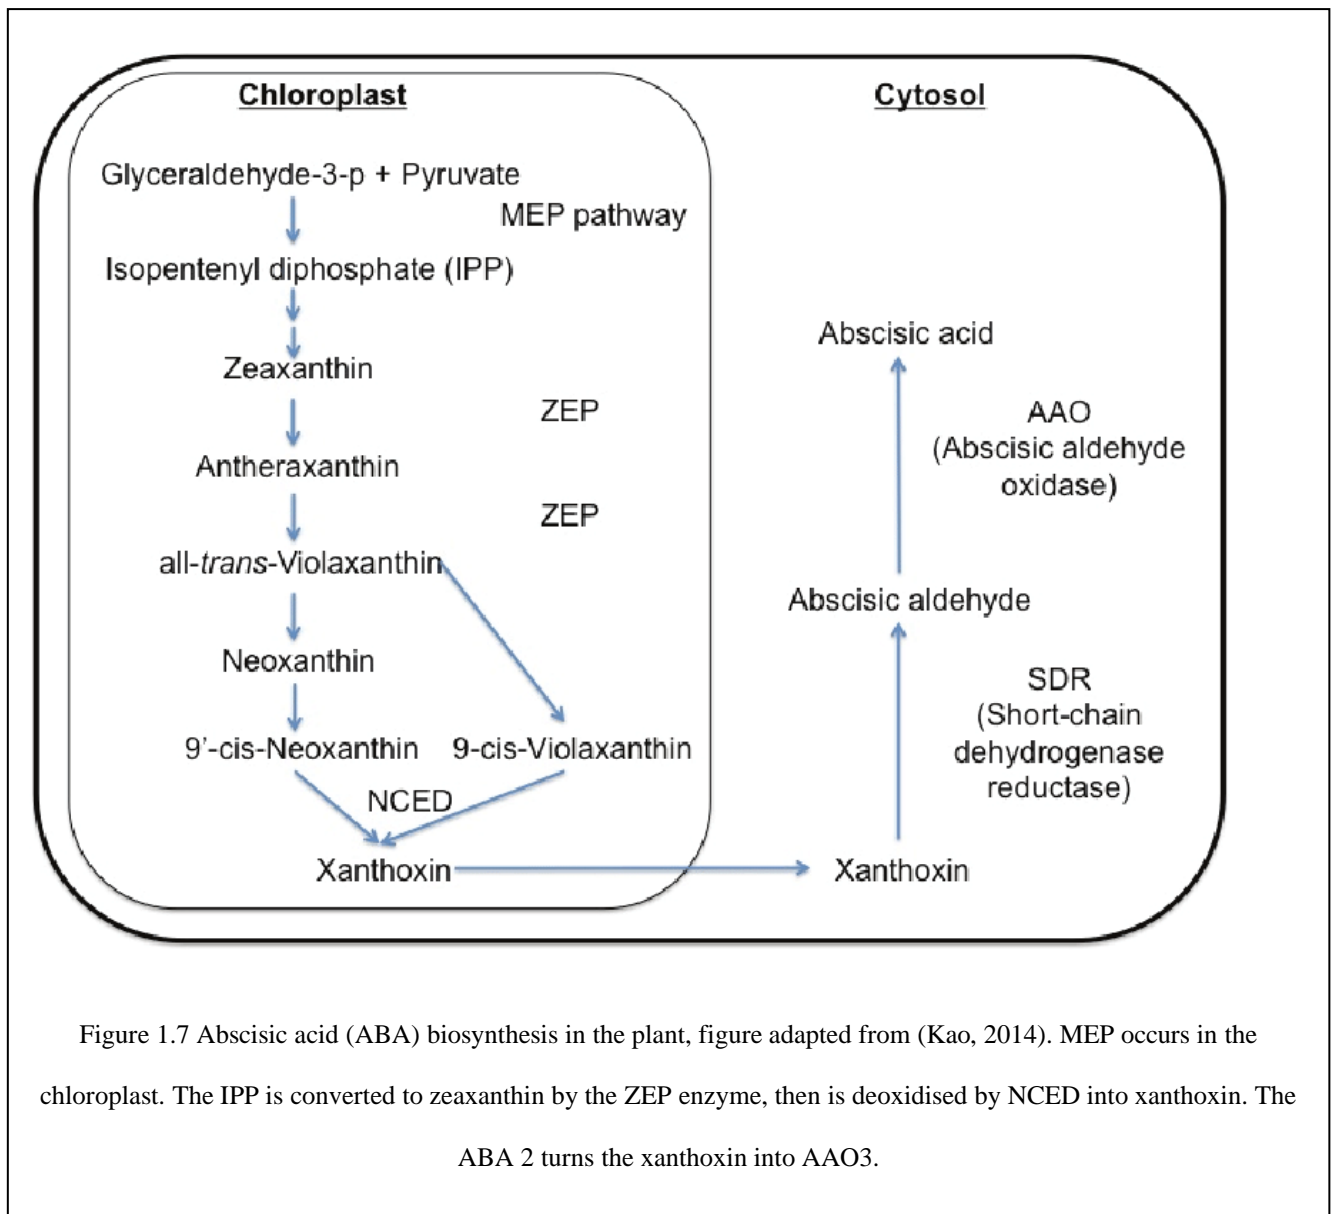 Chloroplast
Glyceraldehyde-3-p + Pyruvate
MEP pathway
Isopentenyl diphosphate (IPP)
Zeaxanthin
ZEP
Antheraxanthin
ZEP
all-trans-Violaxanthin
Neoxanthin
9’-cis-Neoxanthin
9-cis-Violaxanthin
NCED
Xanthoxin
Cytosol
Abscisic acid
AAO
(Abscisic aldehyde
oxidase)
Abscisic aldehyde
SDR
(Short-chain
dehydrogenase
reductase)
Xanthoxin
Figure 1.7 Abscisic acid (ABA) biosynthesis in the plant, figure adapted from (Kao, 2014). MEP occurs in the
chloroplast. The IPP is converted to zeaxanthin by the ZEP enzyme, then is deoxidised by NCED into xanthoxin. The
ABA 2 turns the xanthoxin into AAO3.